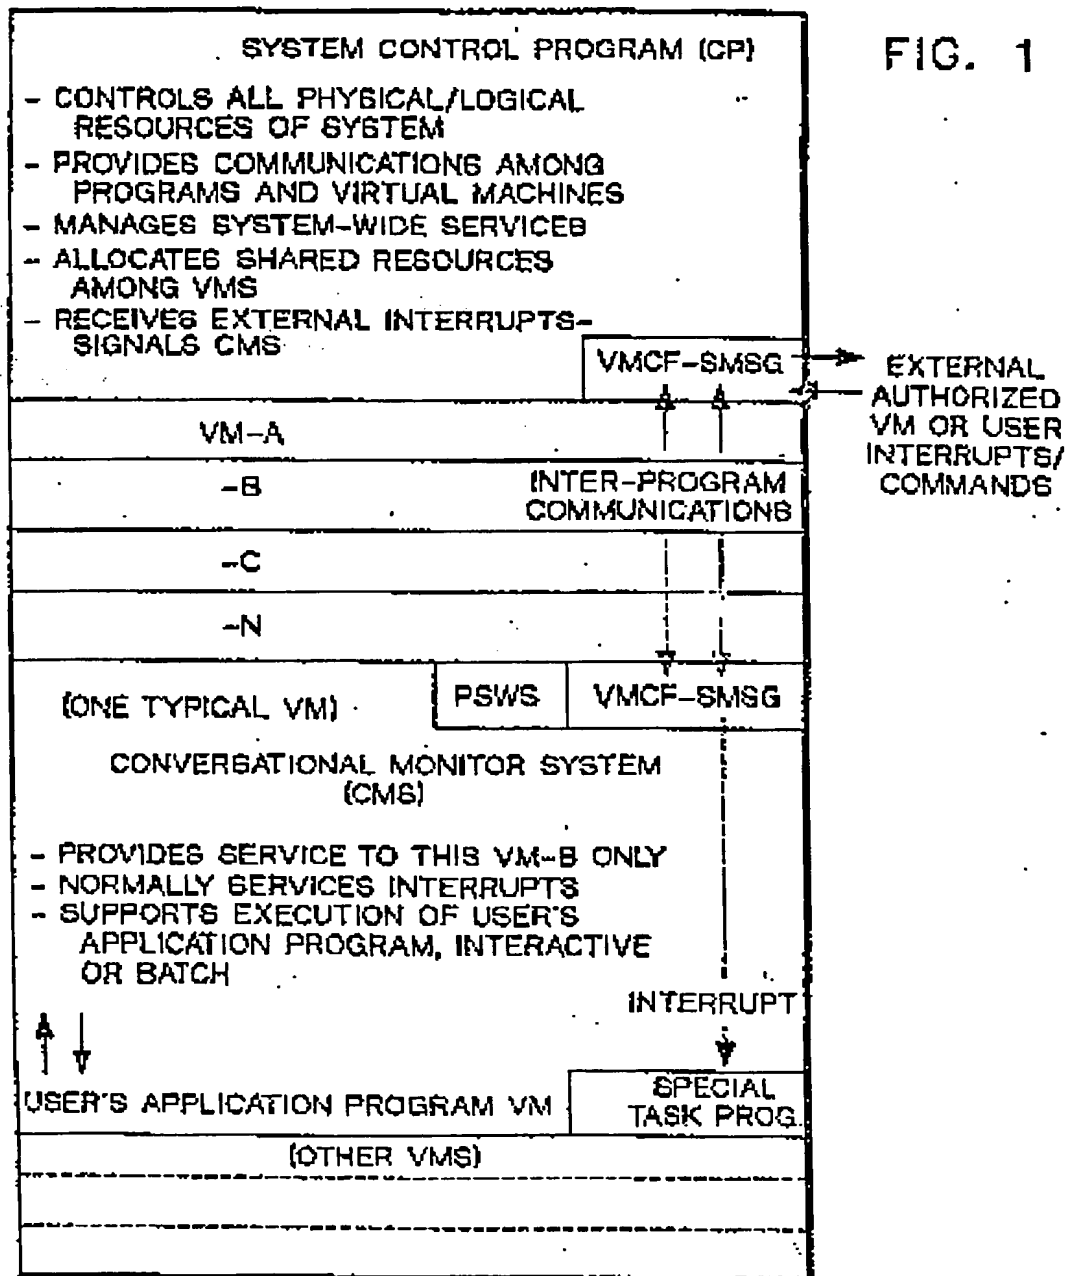 SYSTEM CONTROL PROGRAM (CP)
FIG. 1
- CONTROLS ALL PHYSICAL/LOGICAL
RESOURCES OF SYSTEM
- PROVIDES COMMUNICATIONS AMONG
PROGRAMS AND VIRTUAL MACHINES
- MANAGES SYSTEM-WIDE SERVICES
- ALLOCATES SHARED RESOURCES
AMONG VMS
- RECEIVES EXTERNAL INTERRUPTS-
SIGNALS CMS
VMCF-SMSG
EXTERNAL
AUTHORIZED
VM OR USER
INTERRUPTS/
COMMANDS
VM-A
-B
INTER-PROGRAM
COMMUNICATIONS
-C
-N
(ONE TYPICAL VM)
PSWS
VMCF-SMSG
CONVERSATIONAL MONITOR SYSTEM
(CMS)
- PROVIDES SERVICE TO THIS VM-B ONLY
- NORMALLY SERVICES INTERRUPTS
- SUPPORTS EXECUTION OF USER'S
APPLICATION PROGRAM, INTERACTIVE
OR BATCH
INTERRUPT
USER'S APPLICATION PROGRAM VM
SPECIAL
TASK PROG.
(OTHER VMS)